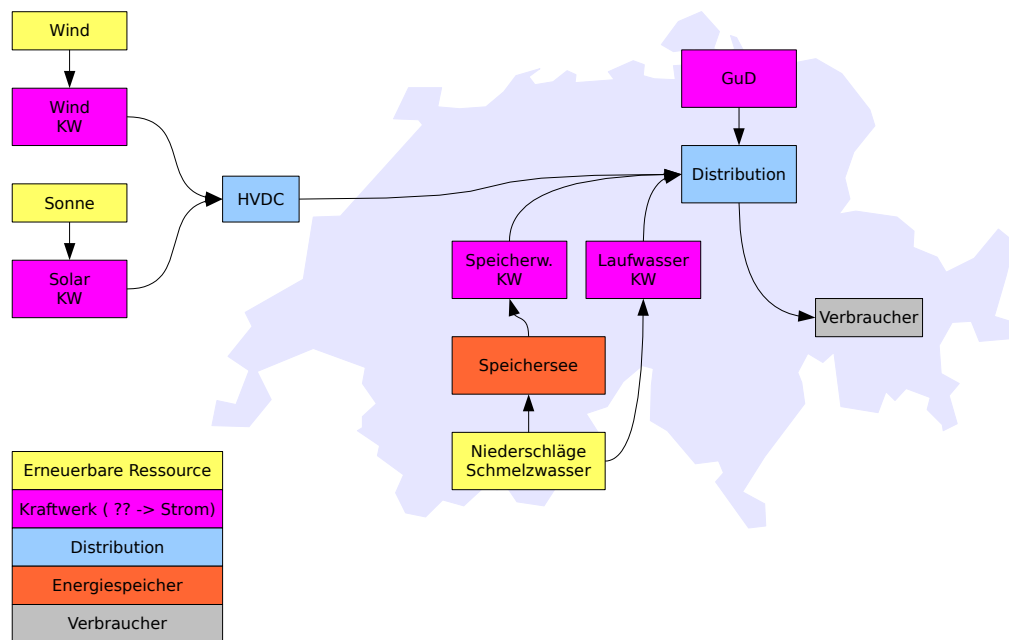 Wind
Wind
KW
Sonne
Solar
KW
HVDC
GuD
Distribution
Speicherw.
KW
Laufwasser
KW
Verbraucher
Speichersee
Niederschläge
Schmelzwasser
Erneuerbare Ressource
Kraftwerk ( ?? -> Strom)
Distribution
Energiespeicher
Verbraucher